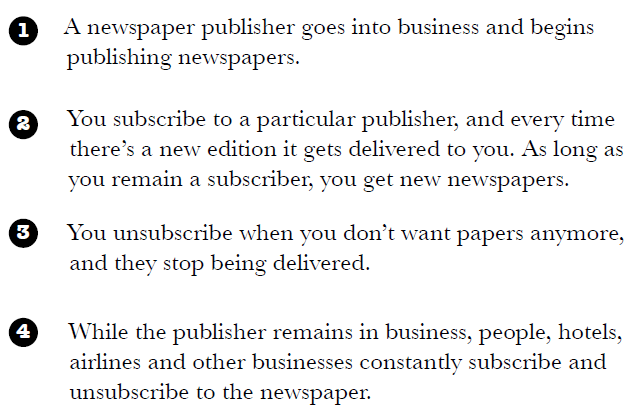 1 A newspaper publisher goes into business and begins
publishing newspapers.
2 You subscribe to a particular publisher, and every time
there’s a new edition it gets delivered to you. As long as
you remain a subscriber, you get new newspapers.
3 You unsubscribe when you don’t want papers anymore,
and they stop being delivered.
4 While the publisher remains in business, people, hotels,
airlines and other businesses constantly subscribe and
unsubscribe to the newspaper.